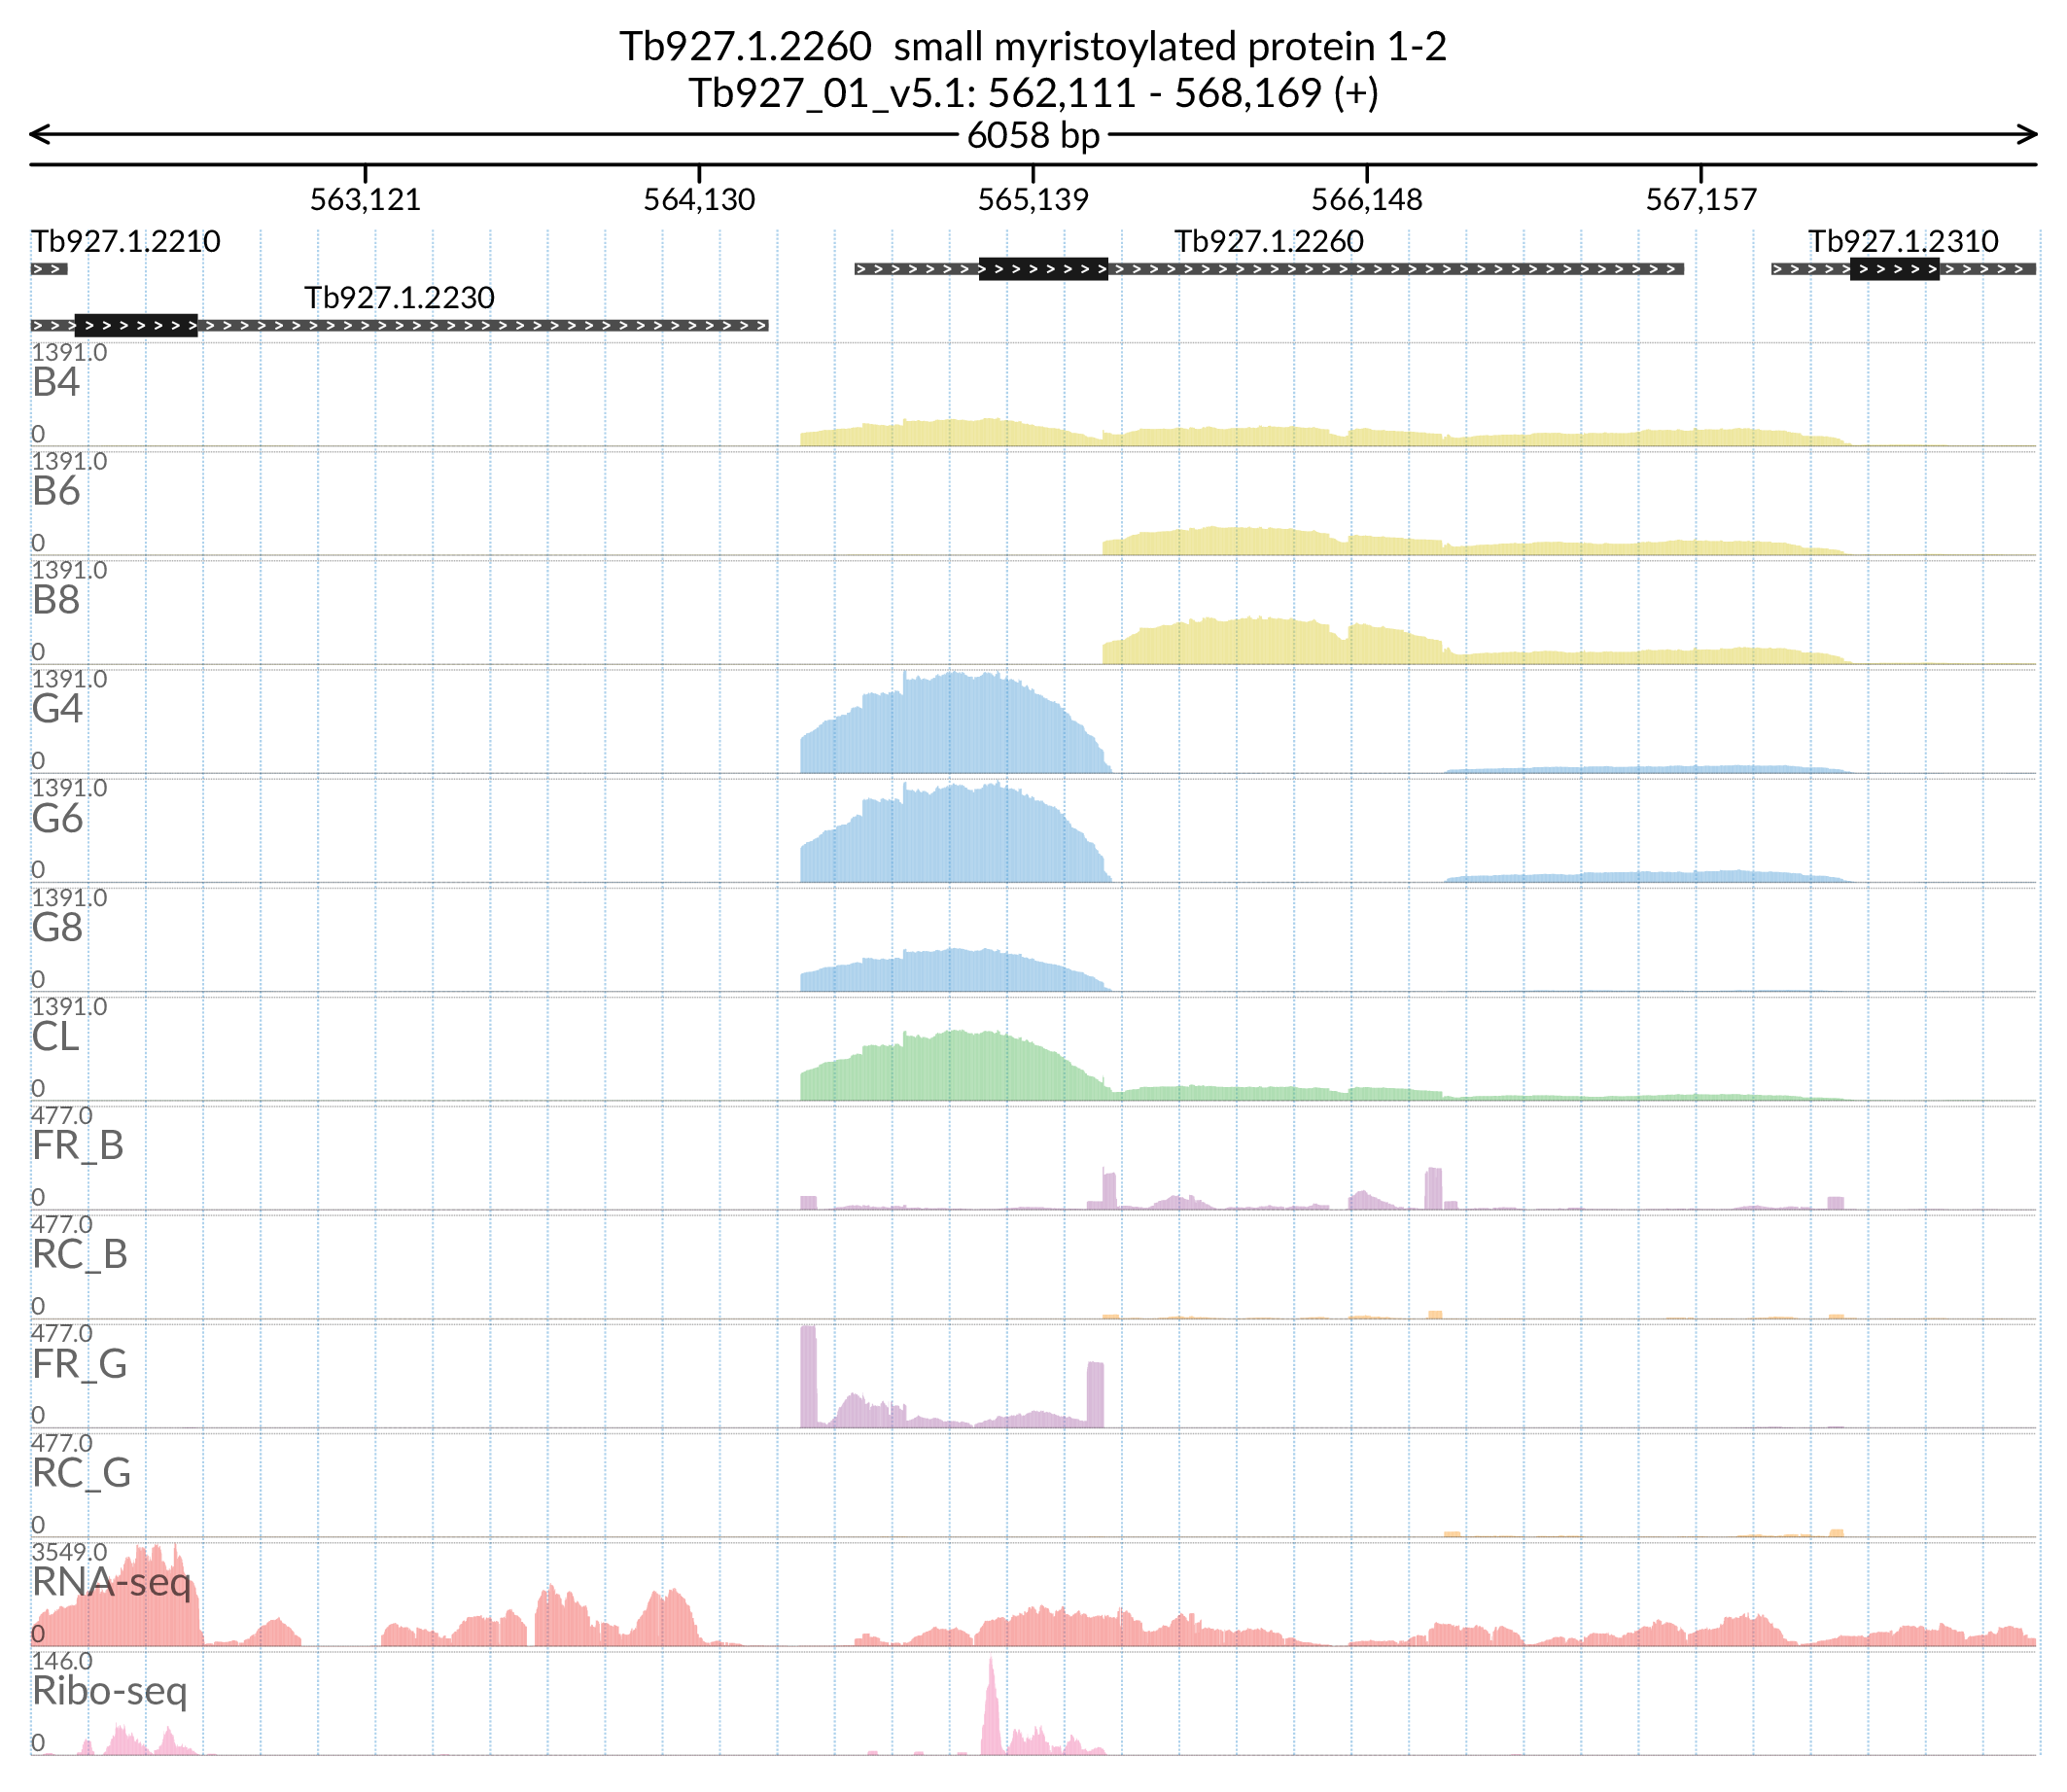 Tb927.1.2260  small myristoylated protein 1-2
Tb927_01_v5.1: 562,111 - 568,169 (+)
6058 bp
563,121 564,130 565,139 566,148 567,157
Tb927.1.2210 Tb927.1.2260 Tb927.1.2310
Tb927.1.2230
1391.0
B4
0
1391.0
B6
0
1391.0
B8
0
1391.0
G4
0
1391.0
G6
0
1391.0
G8
0
1391.0
CL
0
477.0
FR_B
0
477.0
RC_B
0
477.0
FR_G
0
477.0
RC_G
0
3549.0
RNA-seq
0
146.0
Ribo-seq
0